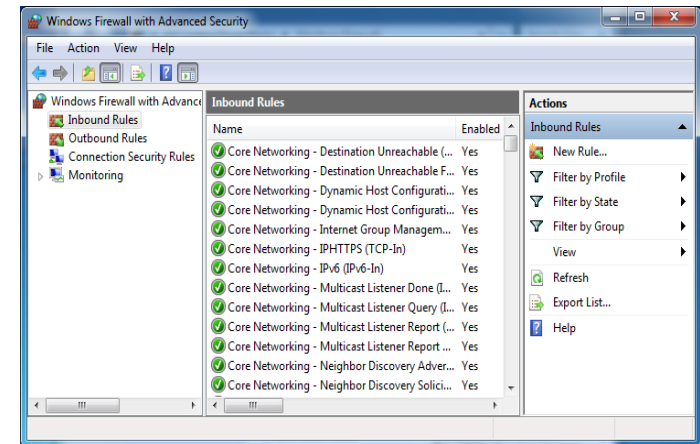 Windows Firewall with Advanced Security
File Action View Help
Windows Firewall with Advance
Inbound Rules
Outbound Rules
Connection Security Rules
Monitoring
Inbound Rules
Name Enabled
Core Networking - Destination Unreachable (... Yes
Core Networking - Destination Unreachable F... Yes
Core Networking - Dynamic Host Configurati... Yes
Core Networking - Dynamic Host Configurati... Yes
Core Networking - Internet Group Managem... Yes
Core Networking - IPHTTPS (TCP-In) Yes
Core Networking - IPv6 (IPv6-In) Yes
Core Networking - Multicast Listener Done (I... Yes
Core Networking - Multicast Listener Query (I... Yes
Core Networking - Multicast Listener Report (... Yes
Core Networking - Multicast Listener Report ... Yes
Core Networking - Neighbor Discovery Adver... Yes
Core Networking - Neighbor Discovery Solici... Yes
Actions
Inbound Rules
New Rule...
Filter by Profile
Filter by State
Filter by Group
View
Refresh
Export List...
Help